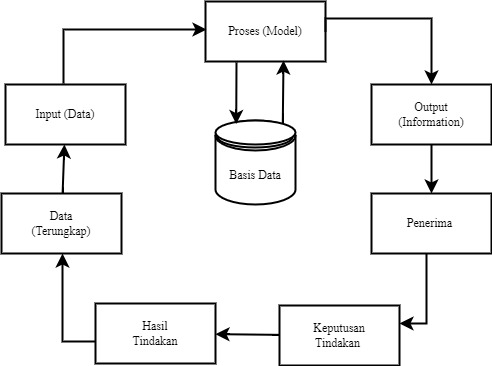 Proses (Model)
Input (Data)
Output
(Information)
Basis Data
Data
(Terungkap)
Penerima
Hasil
Tindakan
Keputusan
Tindakan